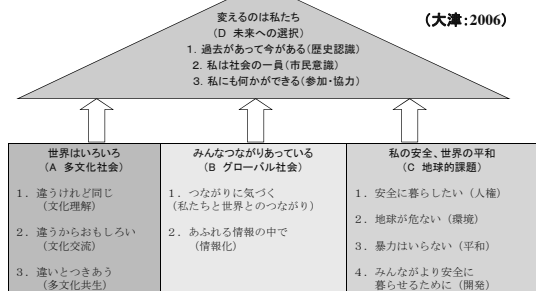 変えるのは私たち
(D 未来への選択)
1. 過去があって今がある(歴史認識)
2. 私は社会の一員(市民意識)
3. 私にも何かができる(参加・協力)
(大津:2006)
世界はいろいろ
(A 多文化社会)
1. 違うけれど同じ
(文化理解)
2. 違うからおもしろい
(文化交流)
3. 違いとつきあう
(多文化共生)
みんなつながりあっている
(B グローバル社会)
1. つながりに気づく
(私たちと世界とのつながり)
2. あふれる情報の中で
(情報化)
私の安全、世界の平和
(C 地球的課題)
1. 安全に暮らしたい(人権)
2. 地球が危ない(環境)
3. 暴力はいらない(平和)
4. みんながより安全に
暮らせるために(開発)